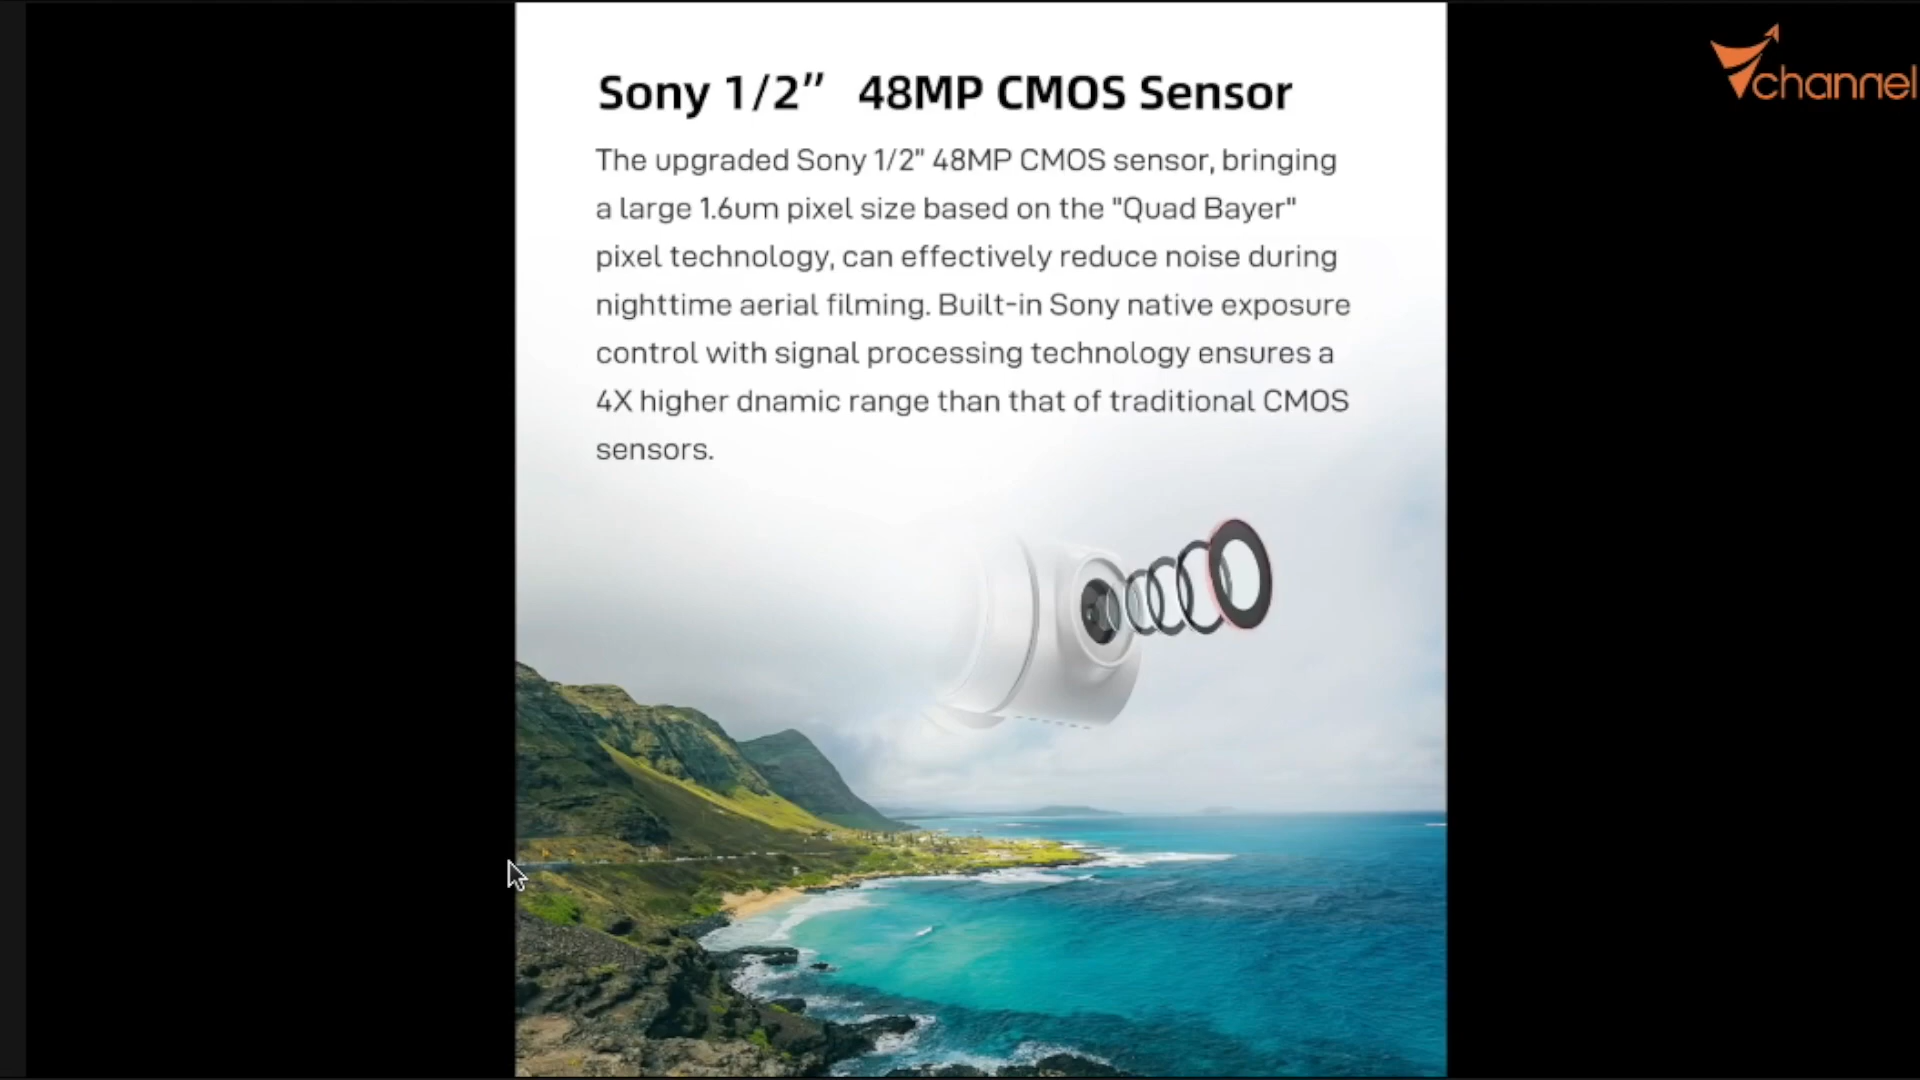 Sony 1/2” 48MP CMOS Sensor
The upgraded Sony 1/2" 48MP CMOS sensor, bringing
a large 1.6um pixel size based on the "Quad Bayer"
pixel technology, can effectively reduce noise during
nighttime aerial filming. Built-in Sony native exposure
control with signal processing technology ensures a
4X higher dnamic range than that of traditional CMOS
sensors.
channel